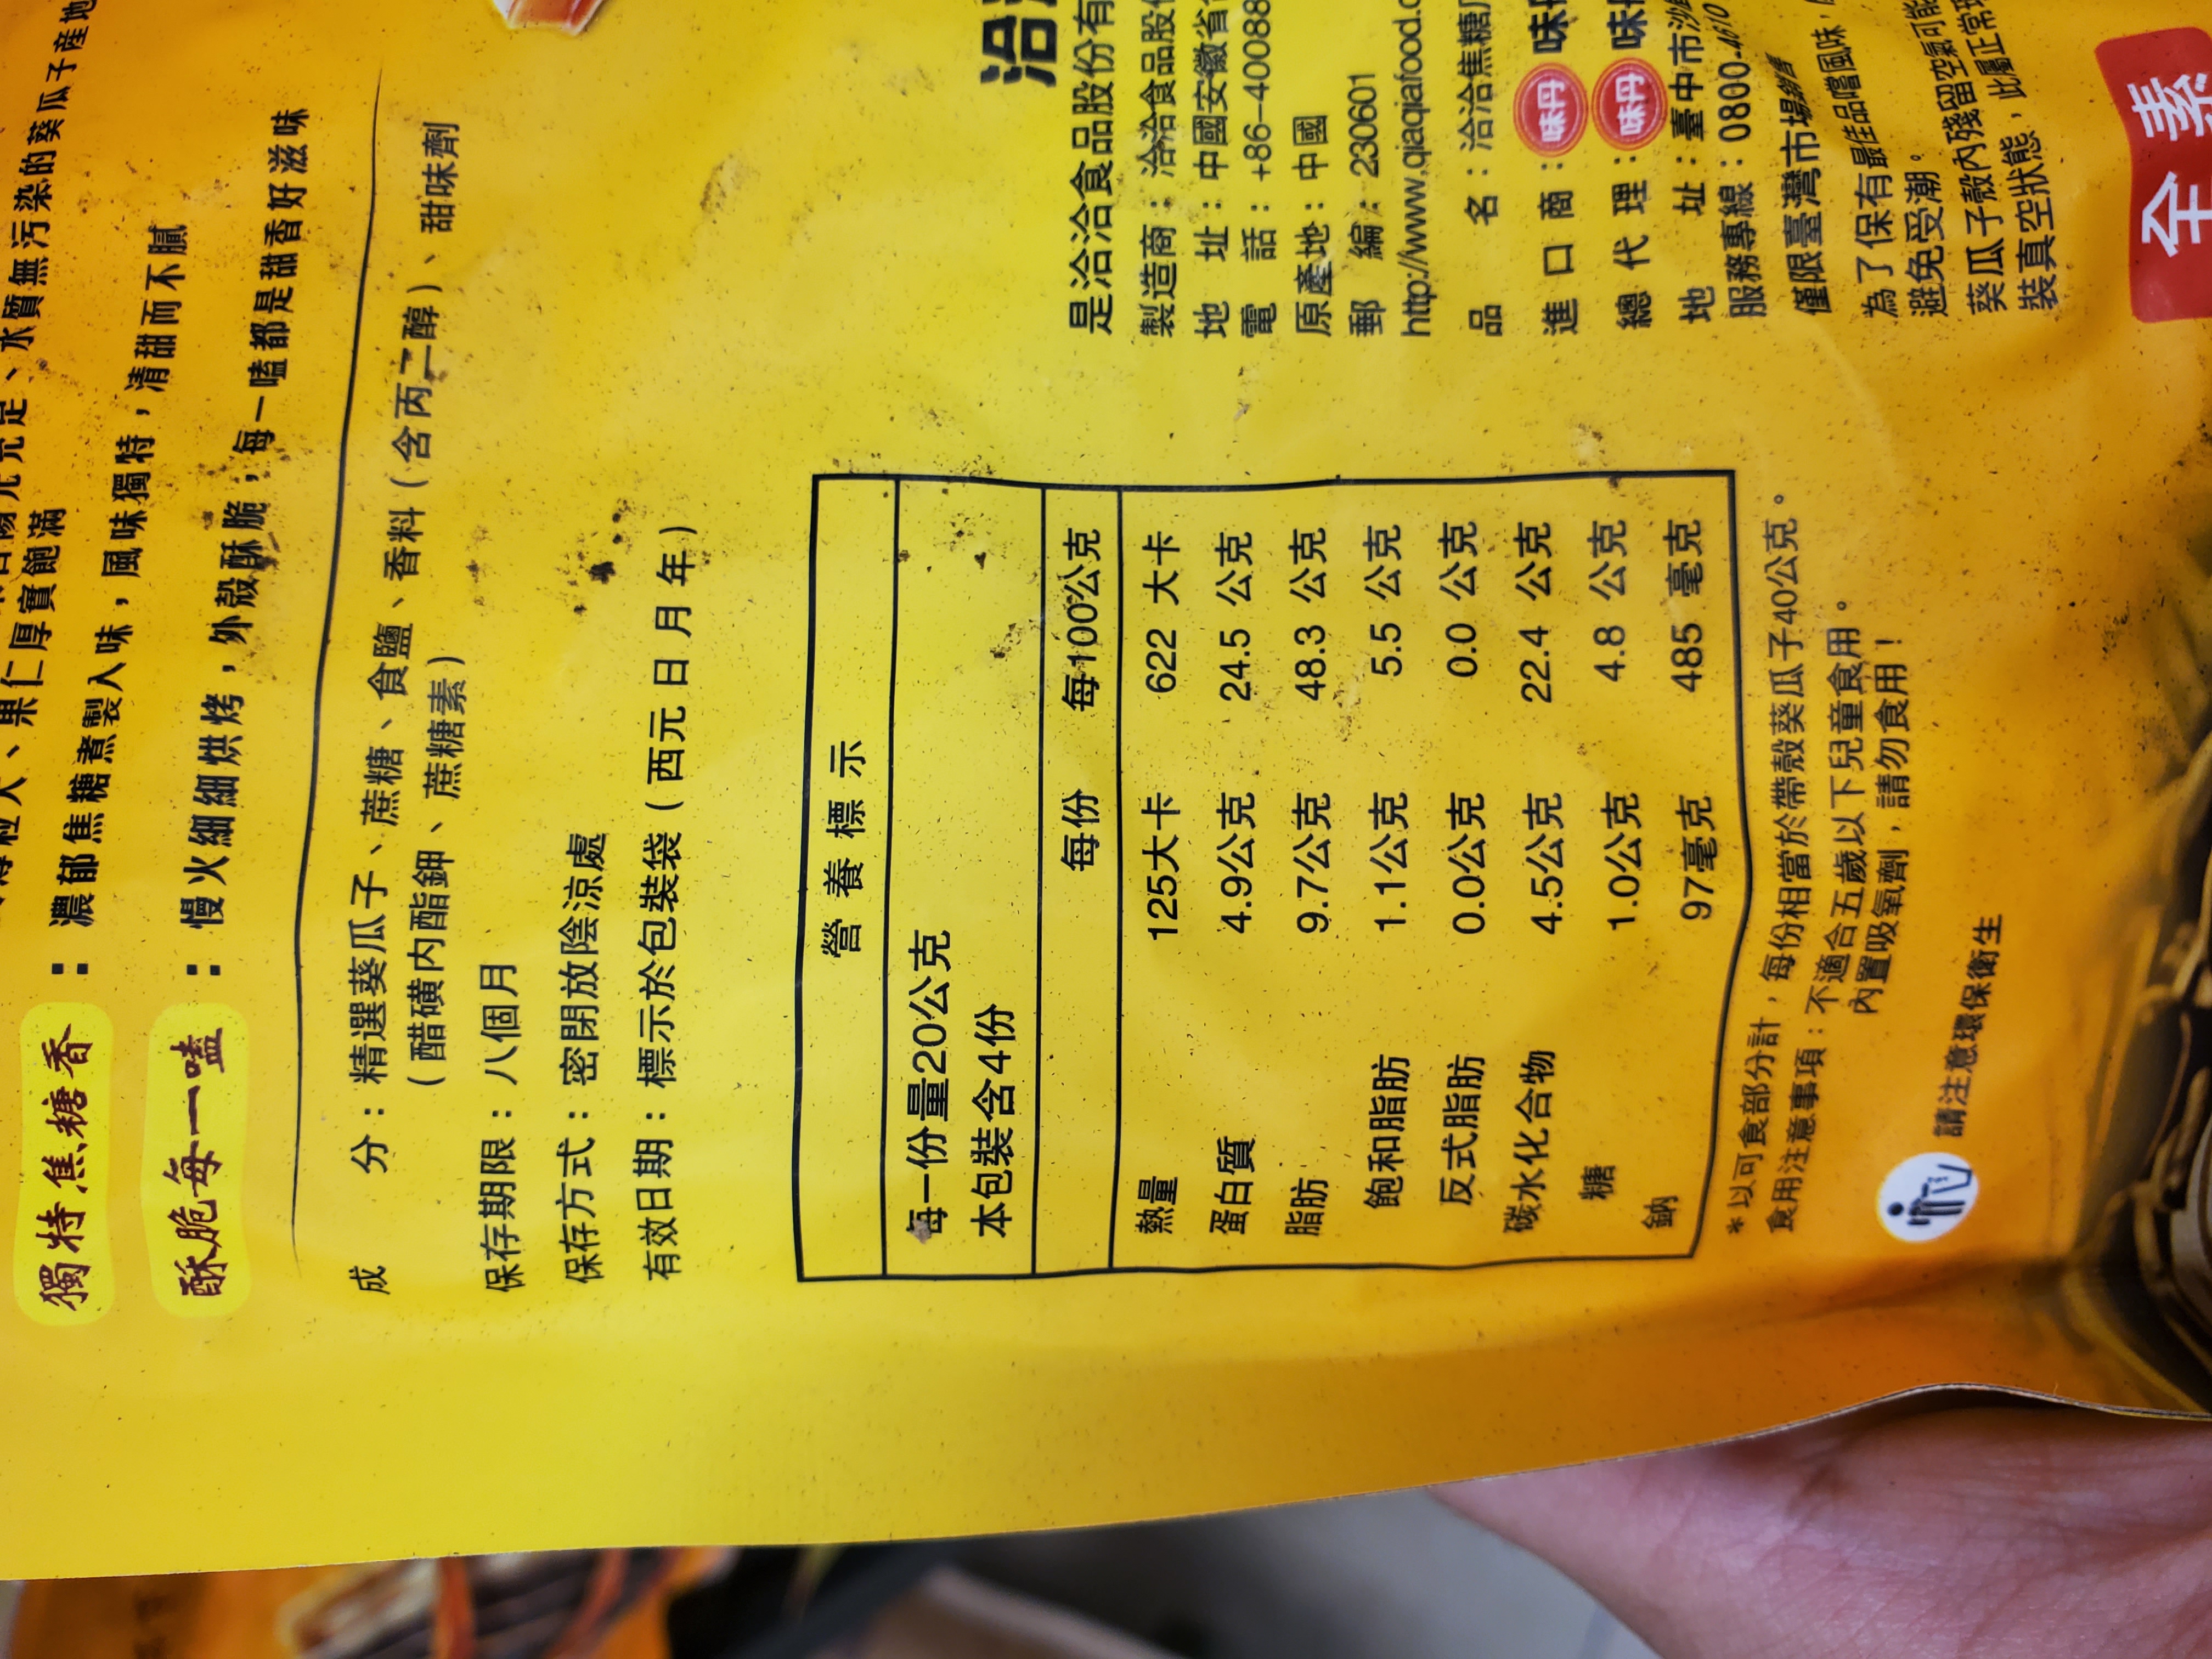 粒大、果仁厚實飽滿
充足、水質無污染的葵瓜子産地
獨特焦糖香：濃郁焦糖煮製入味，風味獨特，清甜而不膩
酥脆每一嗑：慢火細細烘烤，外殼酥脆，每一嗑都是甜香好滋味
成 分：精選葵瓜子、蔗糖、食鹽、香料（含丙二醇）、甜味劑
（醋磺内酯鉀、蔗糖素）
保存期限：八個月
保存方式：密閉放陰涼處
有效日期：標示於包裝袋（西元 日 月 年）
營養標示
每一份量20公克
本包裝含4份
每份 每100公克
熱量 125大卡 622 大卡
蛋白質 4.9公克 24.5 公克
脂肪 9.7公克 48.3 公克
飽和脂肪 1.1公克 5.5 公克
反式脂肪 0.0公克 0.0 公克
碳水化合物 4.5公克 22.4 公克
糖 1.0公克 4.8 公克
鈉 97毫克 485 毫克
*以可食部分計，每份相當於帶殼葵瓜子40公克。
食用注意事項：不適合五歲以下兒童食用。
內置吸氧劑，請勿食用！
請注意環保衛生
洽
是洽洽食品股份有
製造商：洽洽食品股
地 址：中國安徽省
電 話：+86-40088
原產地：中國
郵 編：230601
http://www.qiaqiafood.
品 名：洽洽焦糖
進口商：味丹 味
總代理：味丹 味
地 址：臺中市沙
服務專線：0800-4610
僅限臺灣市場銷售
為了保有最佳品嚐風味，
避免受潮。
葵瓜子殼內殘留空氣可能
裝真空狀態，此屬正常
全素